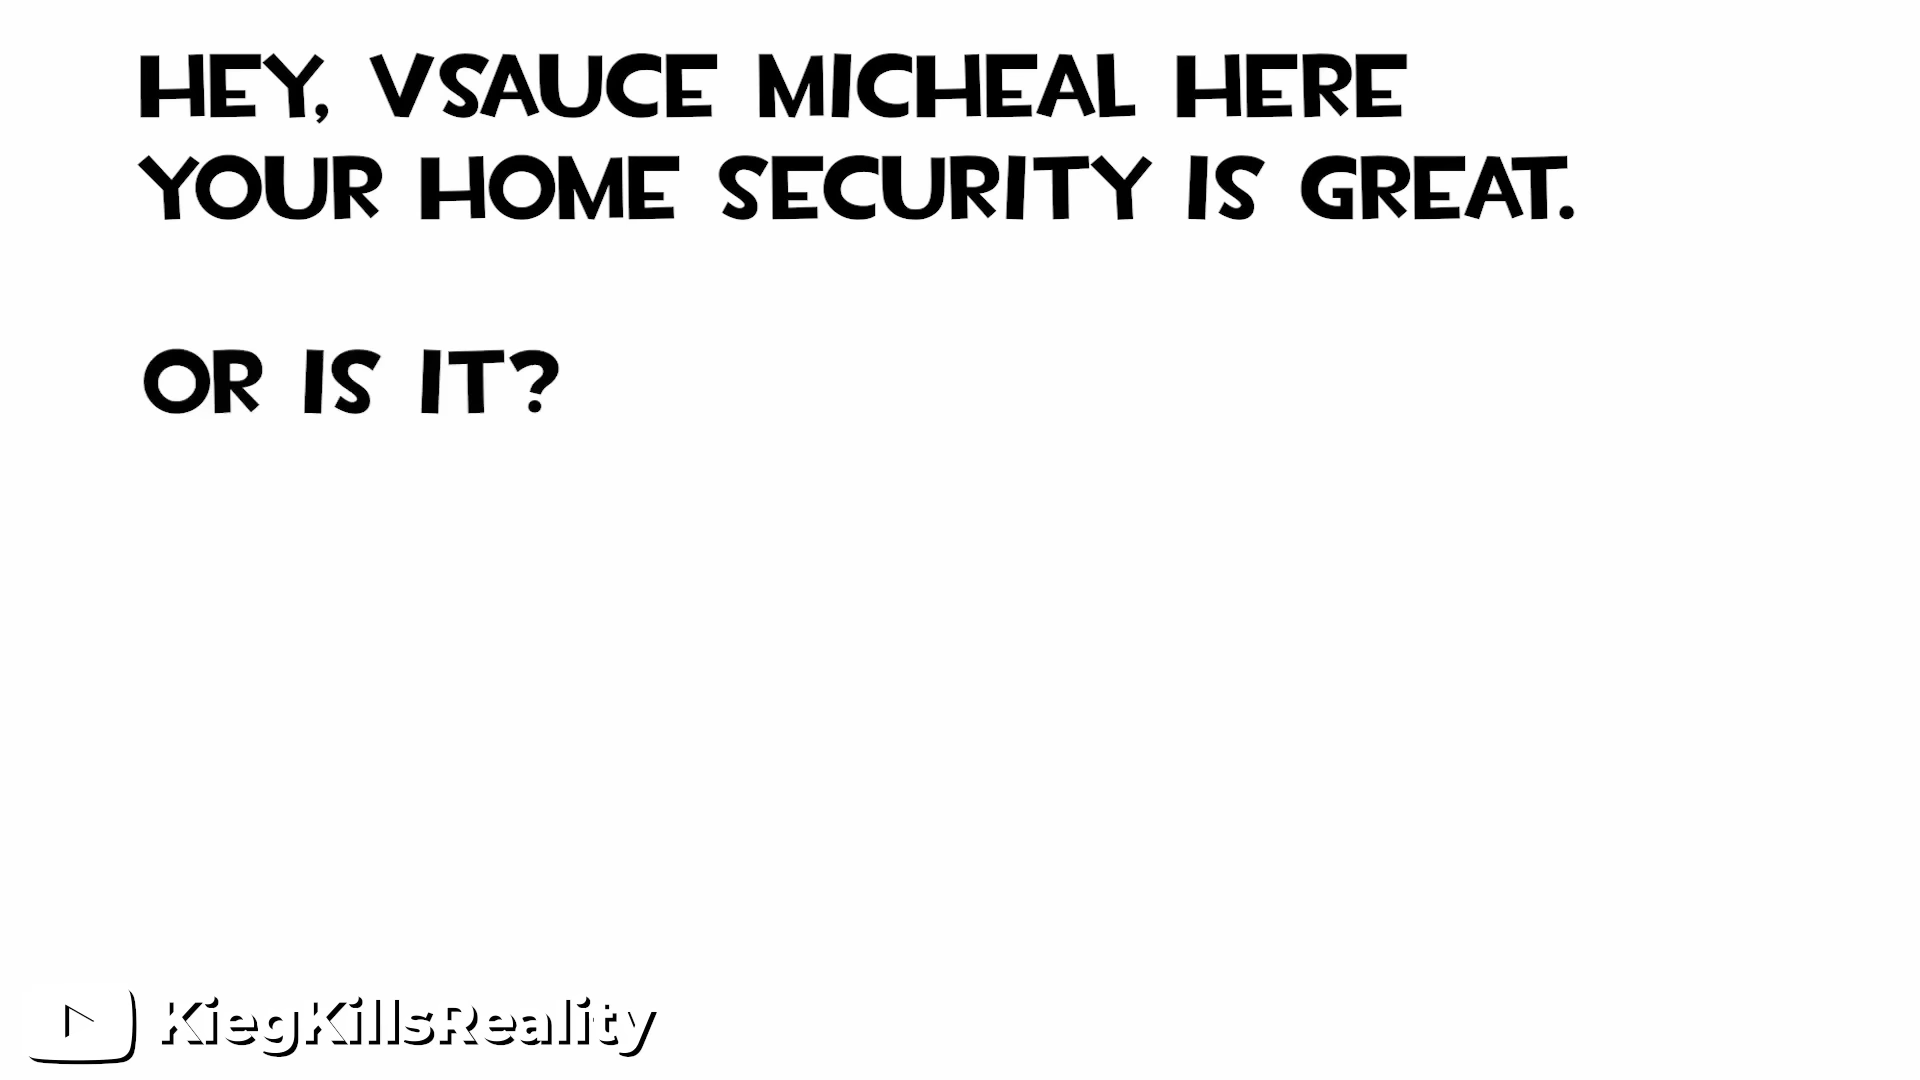 HEY, VSAUCE MICHEAL HERE
YOUR HOME SECURITY IS GREAT.
OR IS IT?
KiegKillsReality